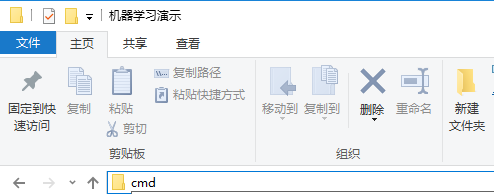 机器学习演示
文件 主页 共享 查看
固定到快速访问
复制
粘贴
复制路径
粘贴快捷方式
剪切
移动到
复制到
删除
重命名
新建文件夹
剪贴板
组织
cmd